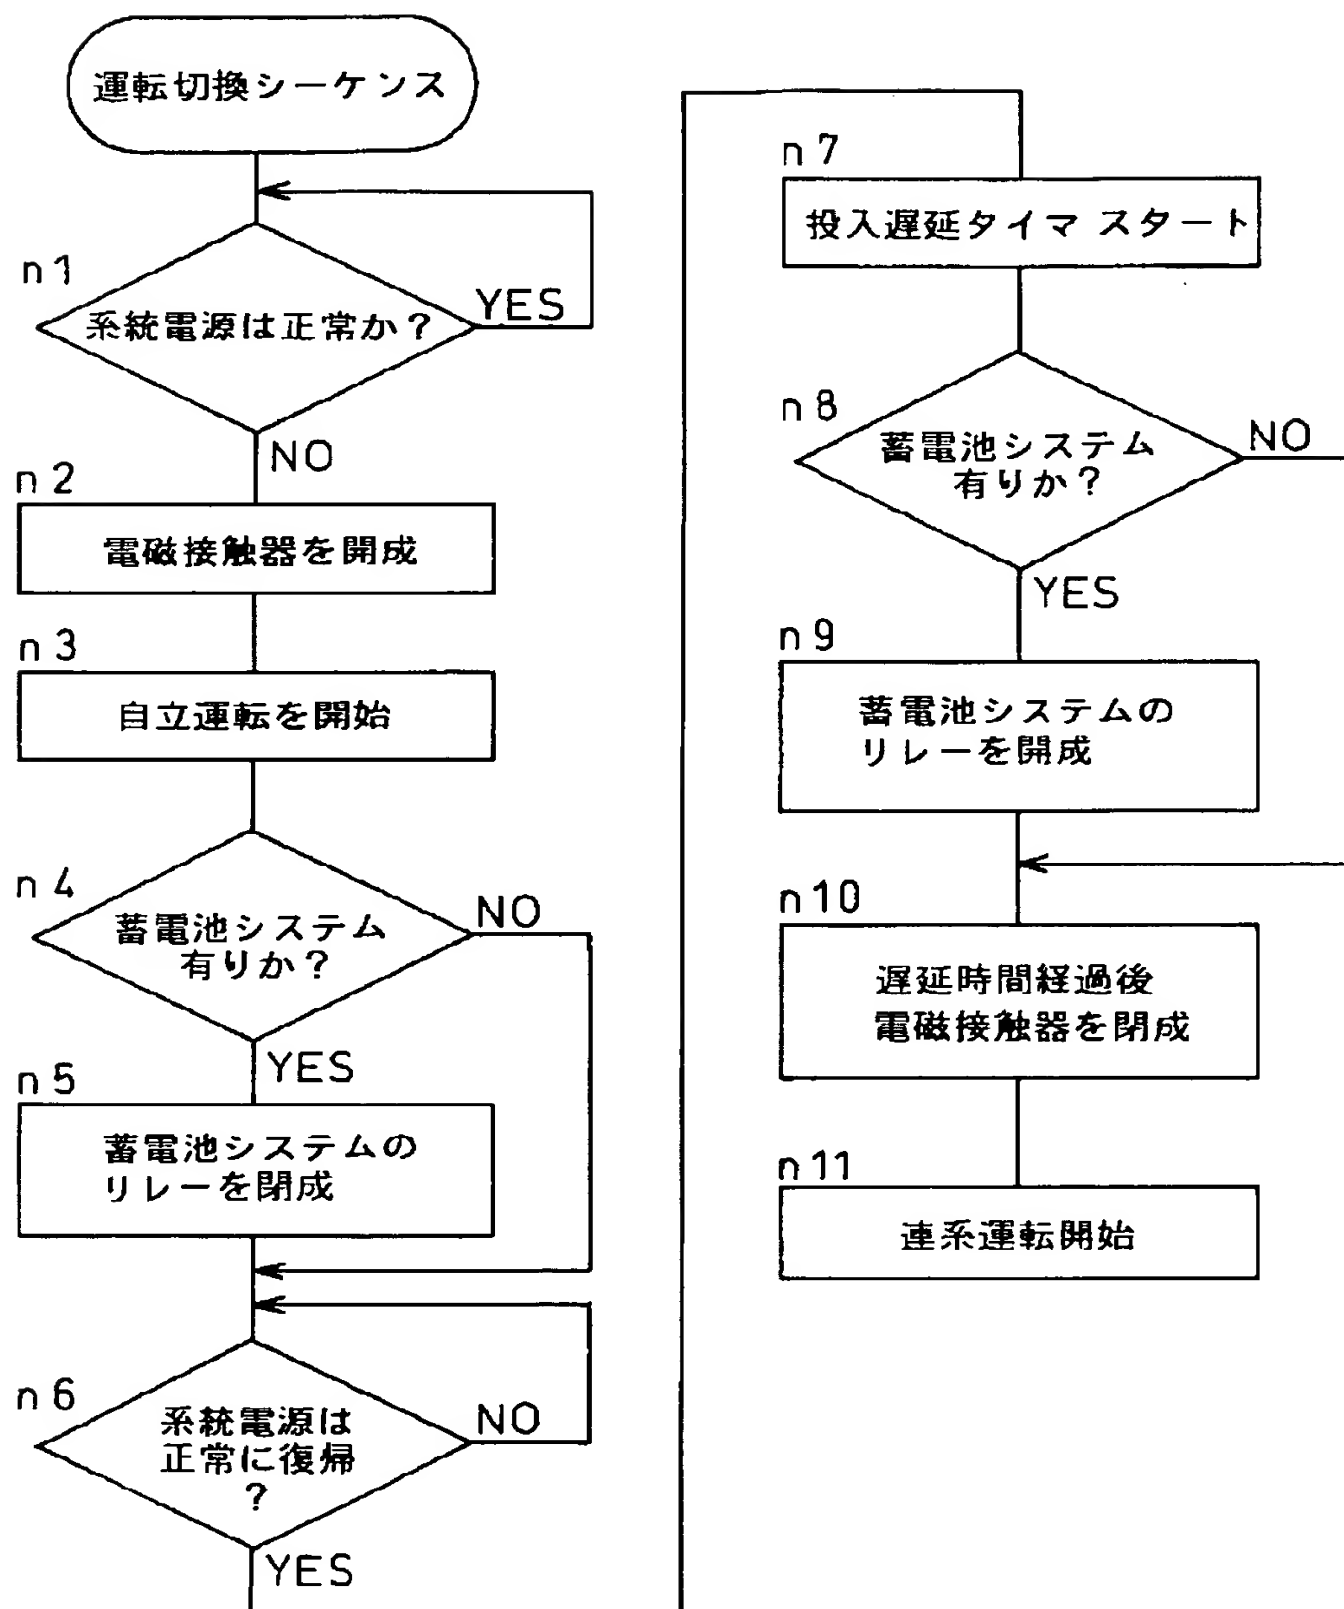 運転切換シーケンス
n1
系統電源は正常か?
YES
NO
n2
電磁接触器を開成
n3
自立運転を開始
n4
蓄電池システム
有りか?
NO
YES
n5
蓄電池システムの
リレーを閉成
n6
系統電源は
正常に復帰
?
NO
YES
n7
投入遅延タイマ スタート
n8
蓄電池システム
有りか?
NO
YES
n9
蓄電池システムの
リレーを開成
n10
遅延時間経過後
電磁接触器を閉成
n11
連系運転開始